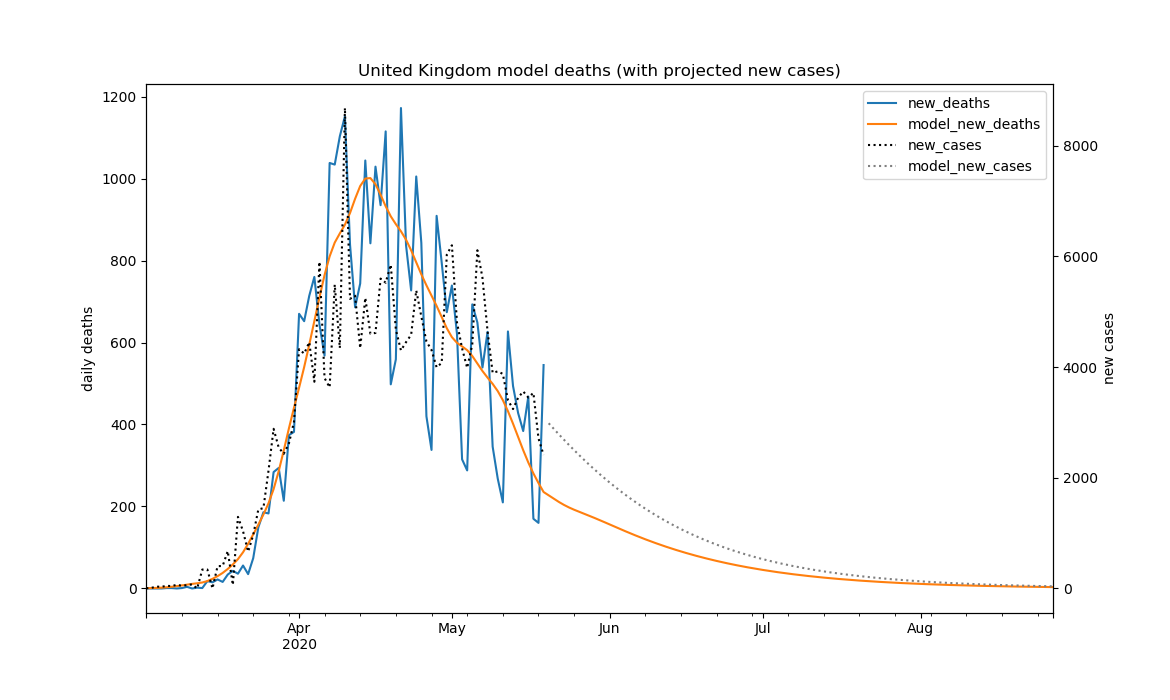 United Kingdom model deaths (with projected new cases)
new_deaths
model_new_deaths
new_cases
model_new_cases
1200
1000
800
600
400
200
0
daily deaths
8000
6000
4000
2000
0
new cases
Apr
2020
May
Jun
Jul
Aug